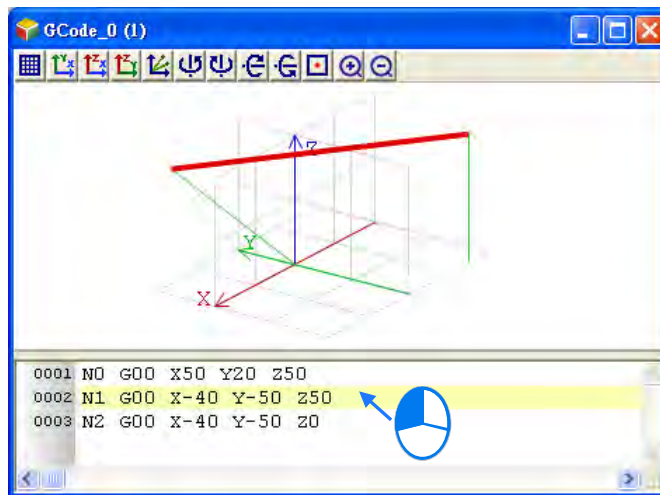 GCode_0 (1)
Z
Y
X
0001 N0 G00 X50 Y20 Z50
0002 N1 G00 X-40 Y-50 Z50
0003 N2 G00 X-40 Y-50 Z0